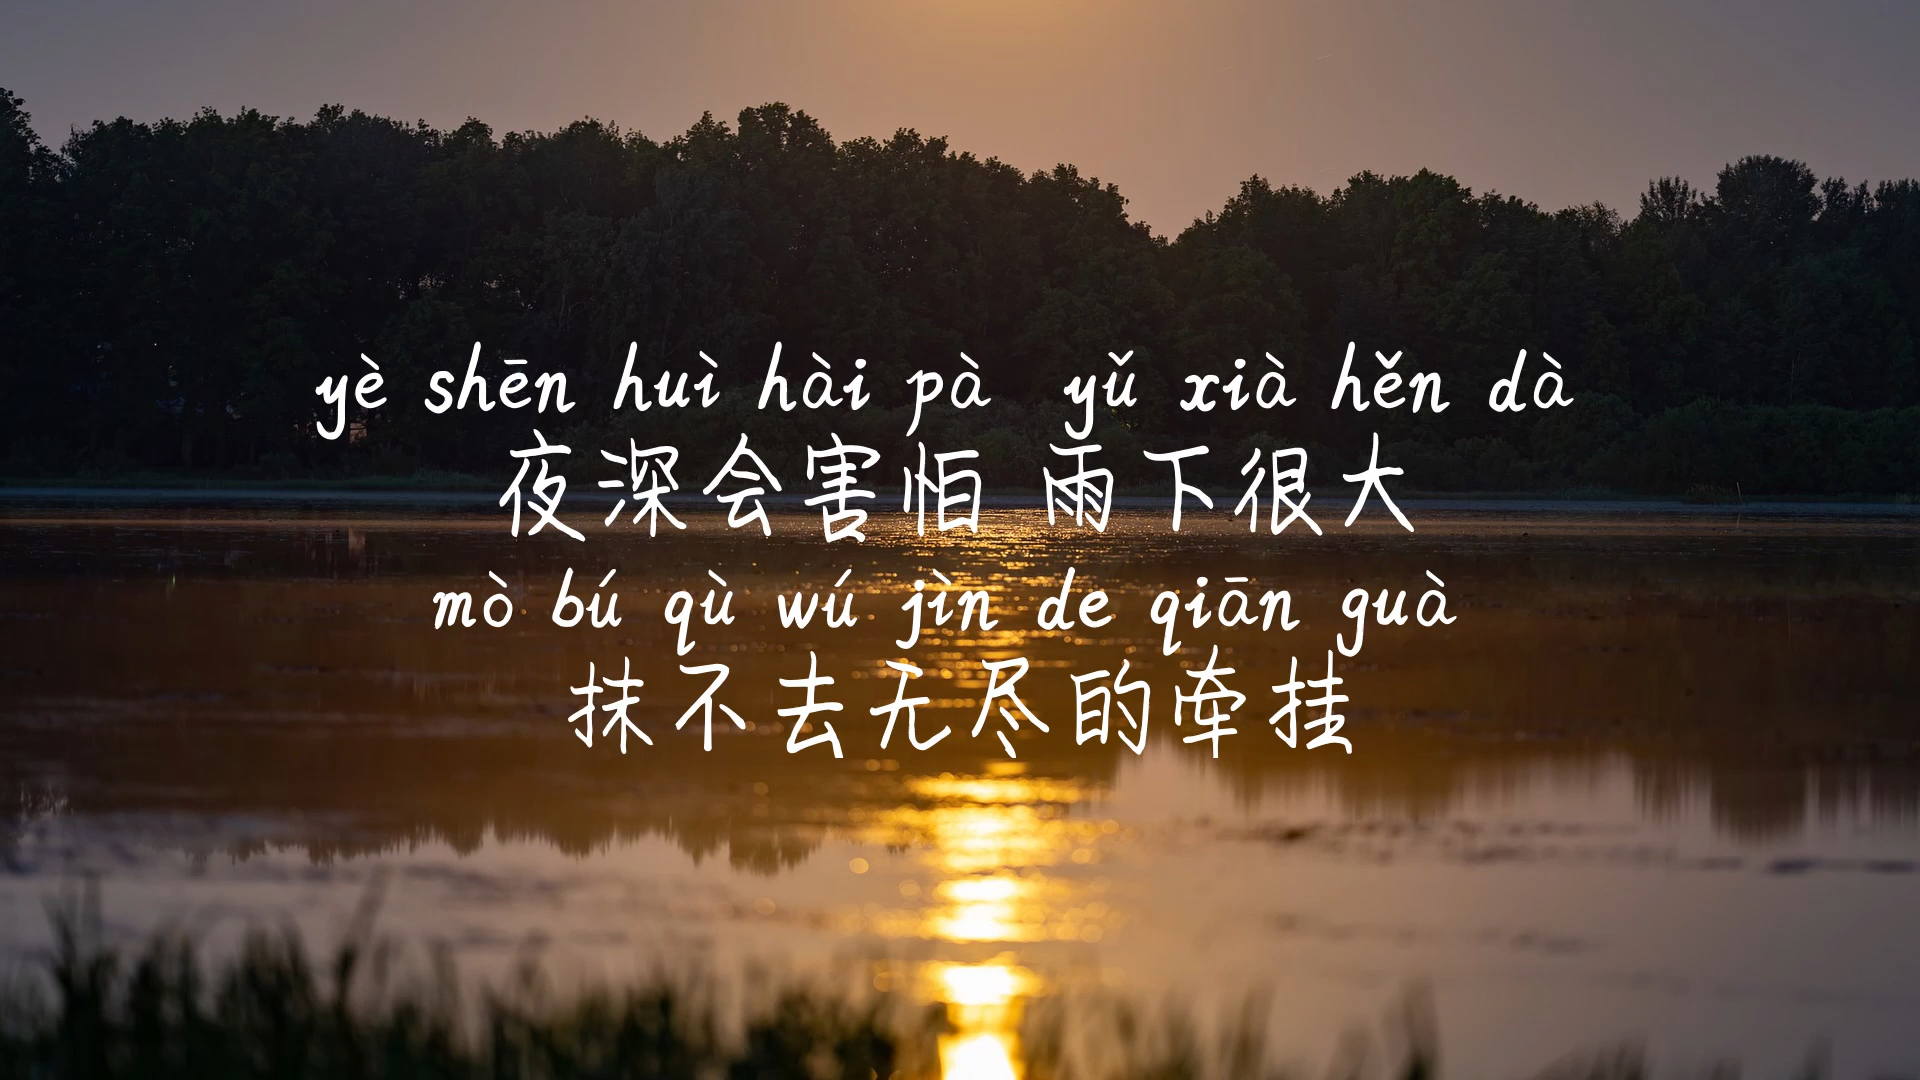 yè shēn huì hài pà  yǔ xià hěn dà
夜深会害怕 雨下很大
mò bú qù wú jìn de qiān guà
抹不去无尽的牵挂